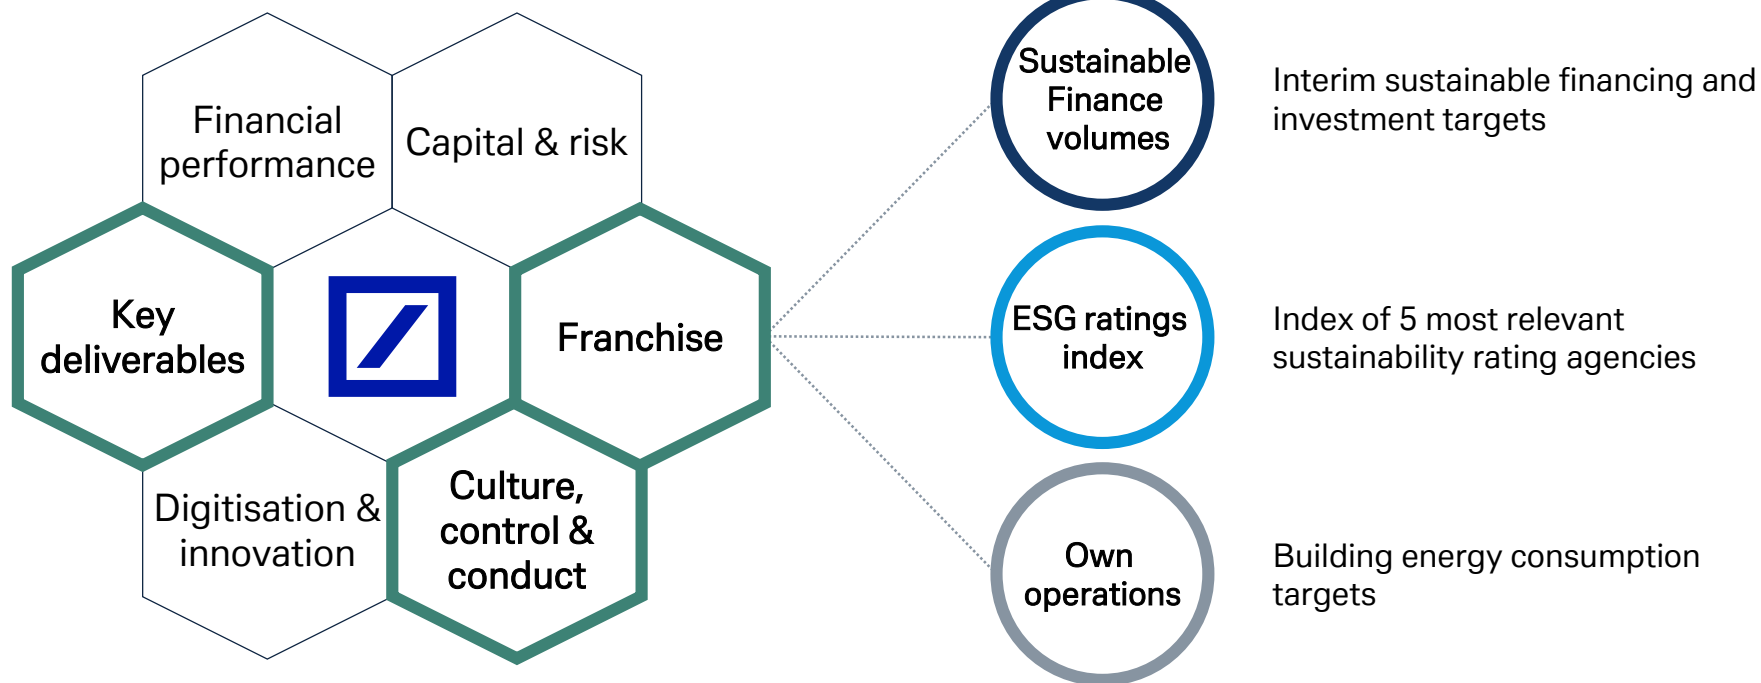 Financial
performance
Capital & risk
Key
deliverables
Franchise
Digitisation &
innovation
Culture,
control &
conduct
Sustainable
Finance
volumes
Interim sustainable financing and
investment targets
ESG ratings
index
Index of 5 most relevant
sustainability rating agencies
Own
operations
Building energy consumption
targets